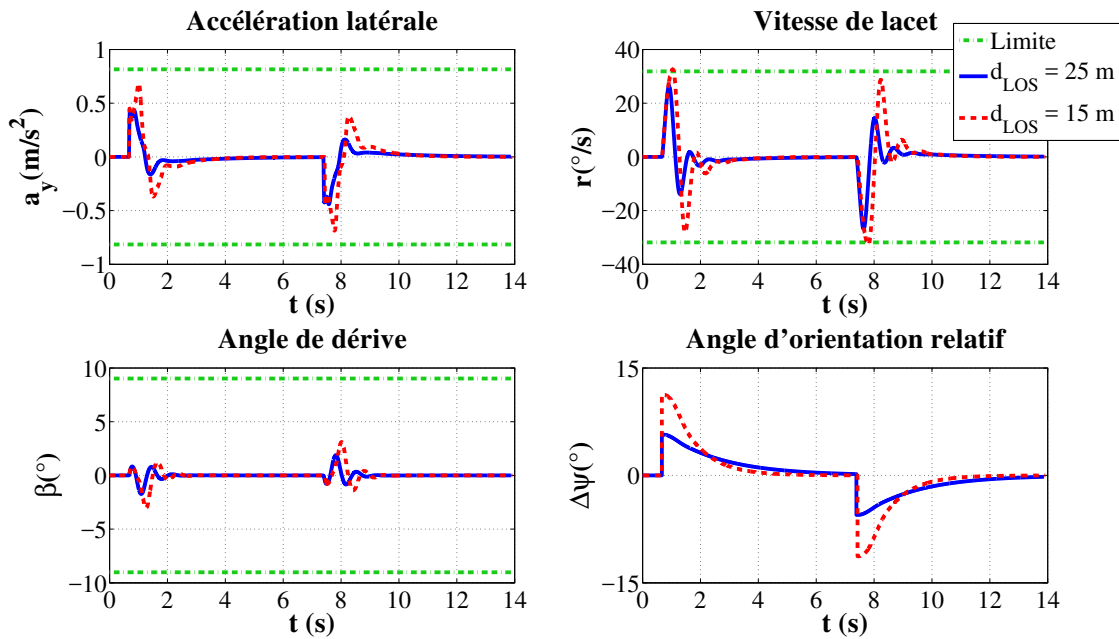 Accélération latérale
1
0.5
0
−0.5
−1
a_y (m/s²)
0 2 4 6 8 10 12 14
t (s)
Vitesse de lacet
40
20
0
−20
−40
r(°/s)
0 2 4 6 8 10 12 14
t (s)
Limite
d_LOS = 25 m
d_LOS = 15 m
Angle de dérive
10
5
0
−5
−10
β(°)
0 2 4 6 8 10 12 14
t (s)
Angle d'orientation relatif
15
0
−15
Δψ(°)
0 2 4 6 8 10 12 14
t (s)